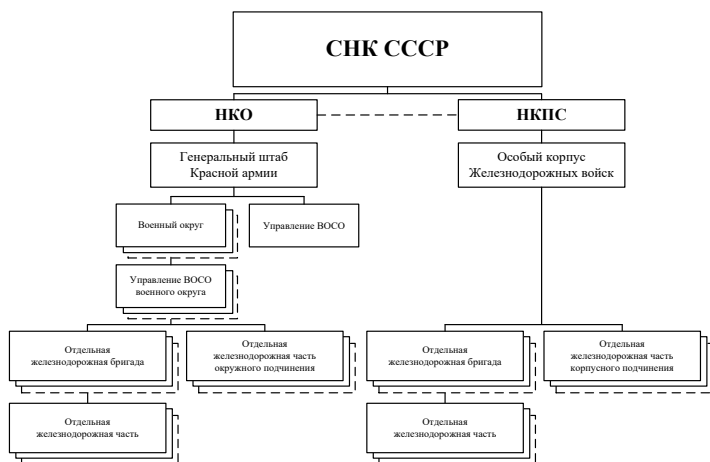 СНК СССР
НКО
НКПС
Генеральный штаб
Красной армии
Особый корпус
Железнодорожных войск
Военный округ
Управление ВОСО
Управление ВОСО
военного округа
Отдельная
железнодорожная бригада
Отдельная
железнодорожная часть
окружного подчинения
Отдельная
железнодорожная бригада
Отдельная
железнодорожная часть
корпусного подчинения
Отдельная
железнодорожная часть
Отдельная
железнодорожная часть